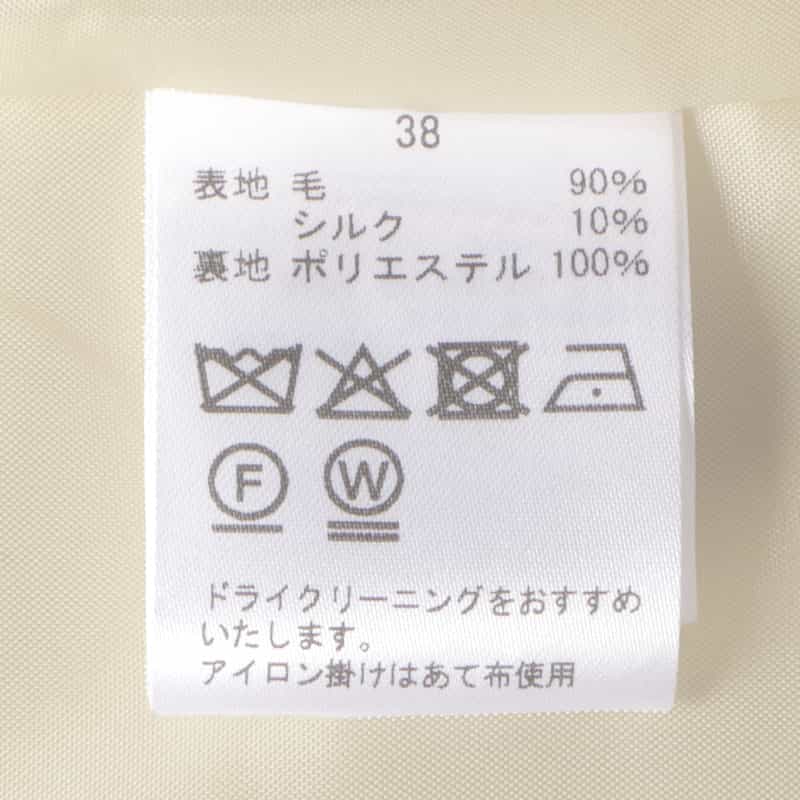 38
表地 毛 90%
シルク 10%
裏地 ポリエステル 100%
F W
ドライクリーニングをおすすめ
いたします。
アイロン掛けはあて布使用